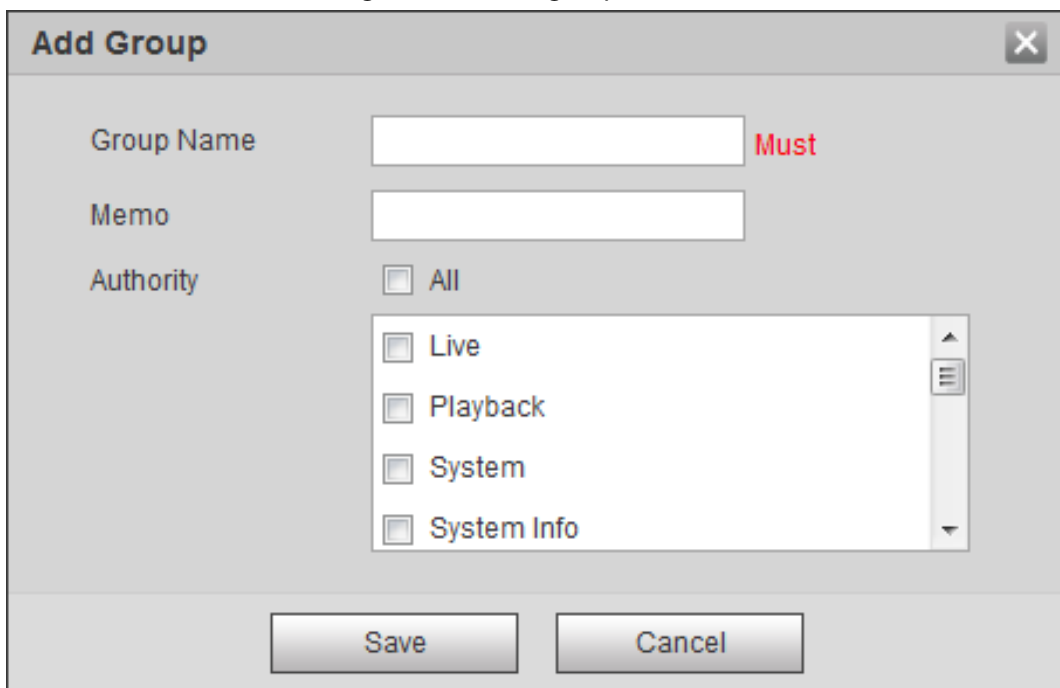 Add Group
Group Name Must
Memo
Authority All
Live
Playback
System
System Info
Save Cancel